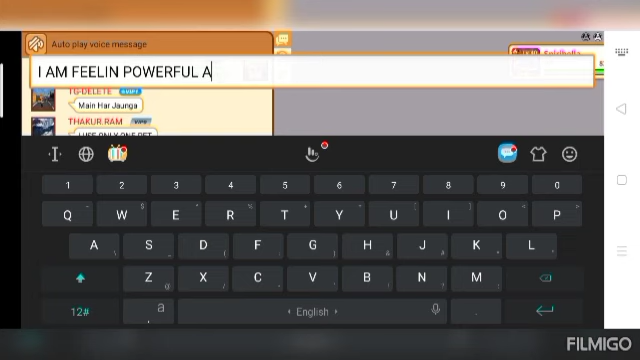 Auto play voice message
I AM FEELIN POWERFUL A
TG-DELETE
Main Har Jaunga
THAKUR.RAM
1 2 3 4 5 6 7 8 9 0
Q W E R T Y U I O P
A S D F G H J K L
Z X C V B N M
12# a English
FILMIGO